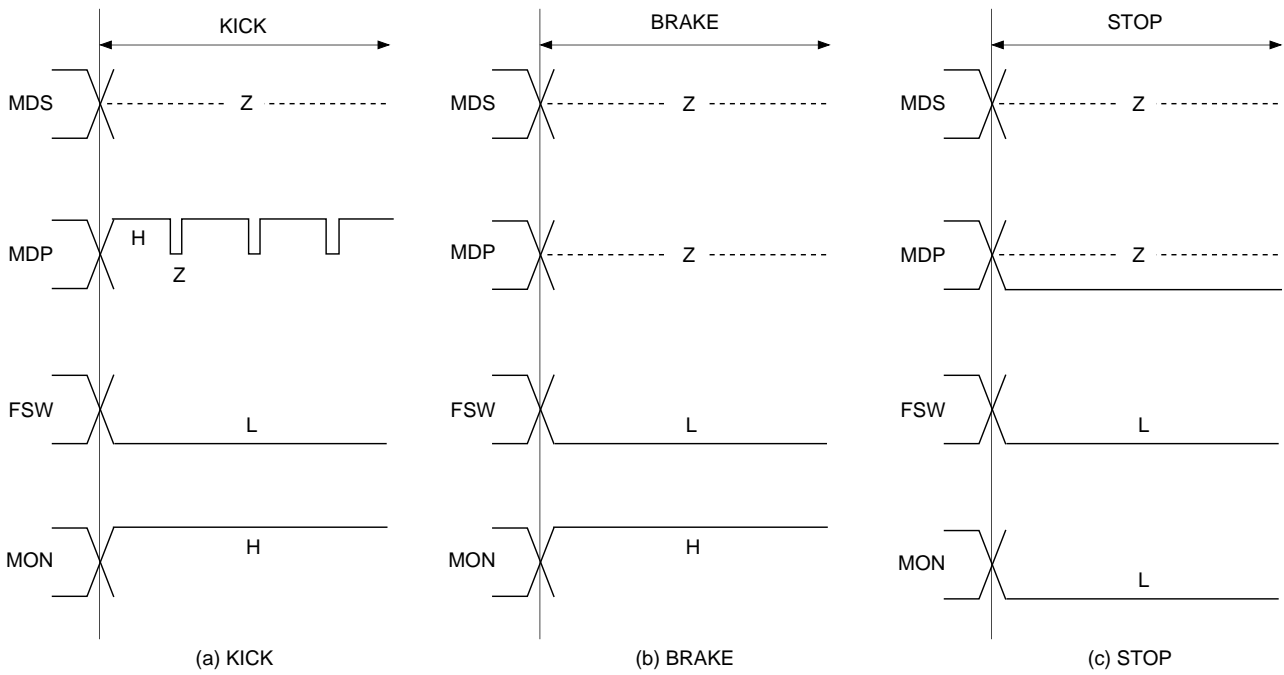 KICK
BRAKE
STOP
MDS
Z
MDS
Z
MDS
Z
MDP
H
Z
MDP
Z
MDP
Z
FSW
L
FSW
L
FSW
L
MON
H
MON
H
MON
L
(a) KICK
(b) BRAKE
(c) STOP